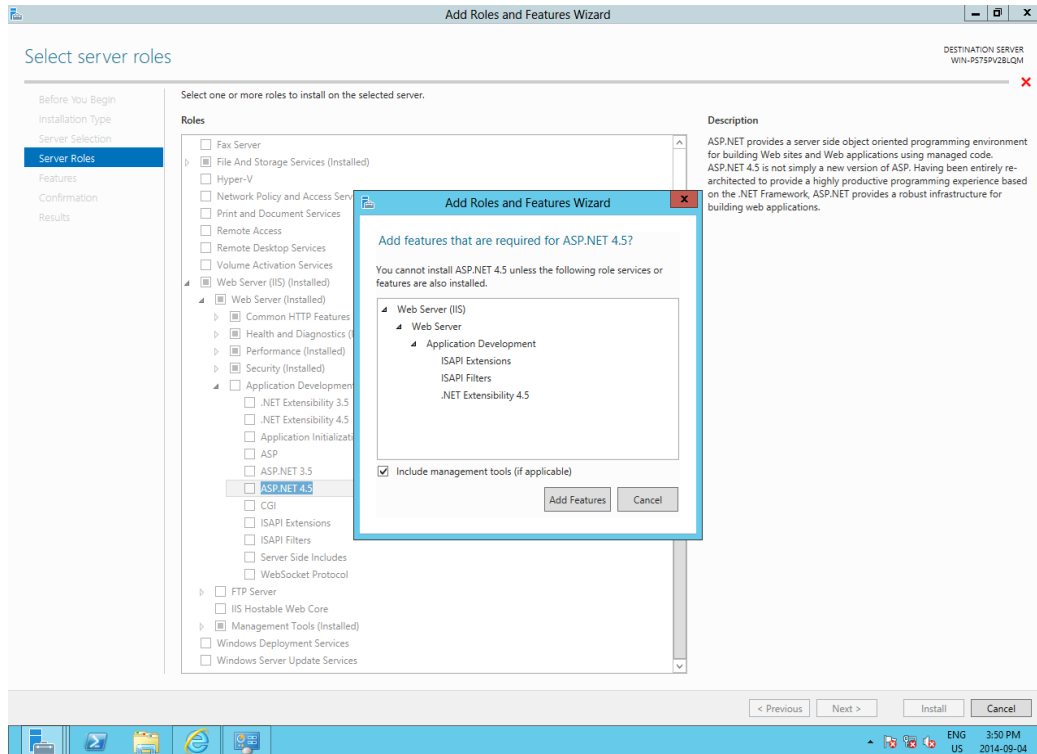 Add Roles and Features Wizard
Select server roles
DESTINATION SERVER
WIN-PS75PV2BLQM
Before You Begin
Installation Type
Server Selection
Server Roles
Features
Confirmation
Results
Select one or more roles to install on the selected server.
Roles
Fax Server
File And Storage Services (Installed)
Hyper-V
Network Policy and Access Serv
Print and Document Services
Remote Access
Remote Desktop Services
Volume Activation Services
Web Server (IIS) (Installed)
Web Server (Installed)
Common HTTP Features
Health and Diagnostics (I
Performance (Installed)
Security (Installed)
Application Development
.NET Extensibility 3.5
.NET Extensibility 4.5
Application Initializati
ASP
ASP.NET 3.5
ASP.NET 4.5
CGI
ISAPI Extensions
ISAPI Filters
Server Side Includes
WebSocket Protocol
FTP Server
IIS Hostable Web Core
Management Tools (Installed)
Windows Deployment Services
Windows Server Update Services
Description
ASP.NET provides a server side object oriented programming environment
for building Web sites and Web applications using managed code.
ASP.NET 4.5 is not simply a new version of ASP. Having been entirely re-
architected to provide a highly productive programming experience based
on the .NET Framework, ASP.NET provides a robust infrastructure for
building web applications.
Add Roles and Features Wizard
Add features that are required for ASP.NET 4.5?
You cannot install ASP.NET 4.5 unless the following role services or
features are also installed.
Web Server (IIS)
Web Server
Application Development
ISAPI Extensions
ISAPI Filters
.NET Extensibility 4.5
Include management tools (if applicable)
Add Features
Cancel
< Previous
Next >
Install
Cancel
ENG
US
3:50 PM
2014-09-04